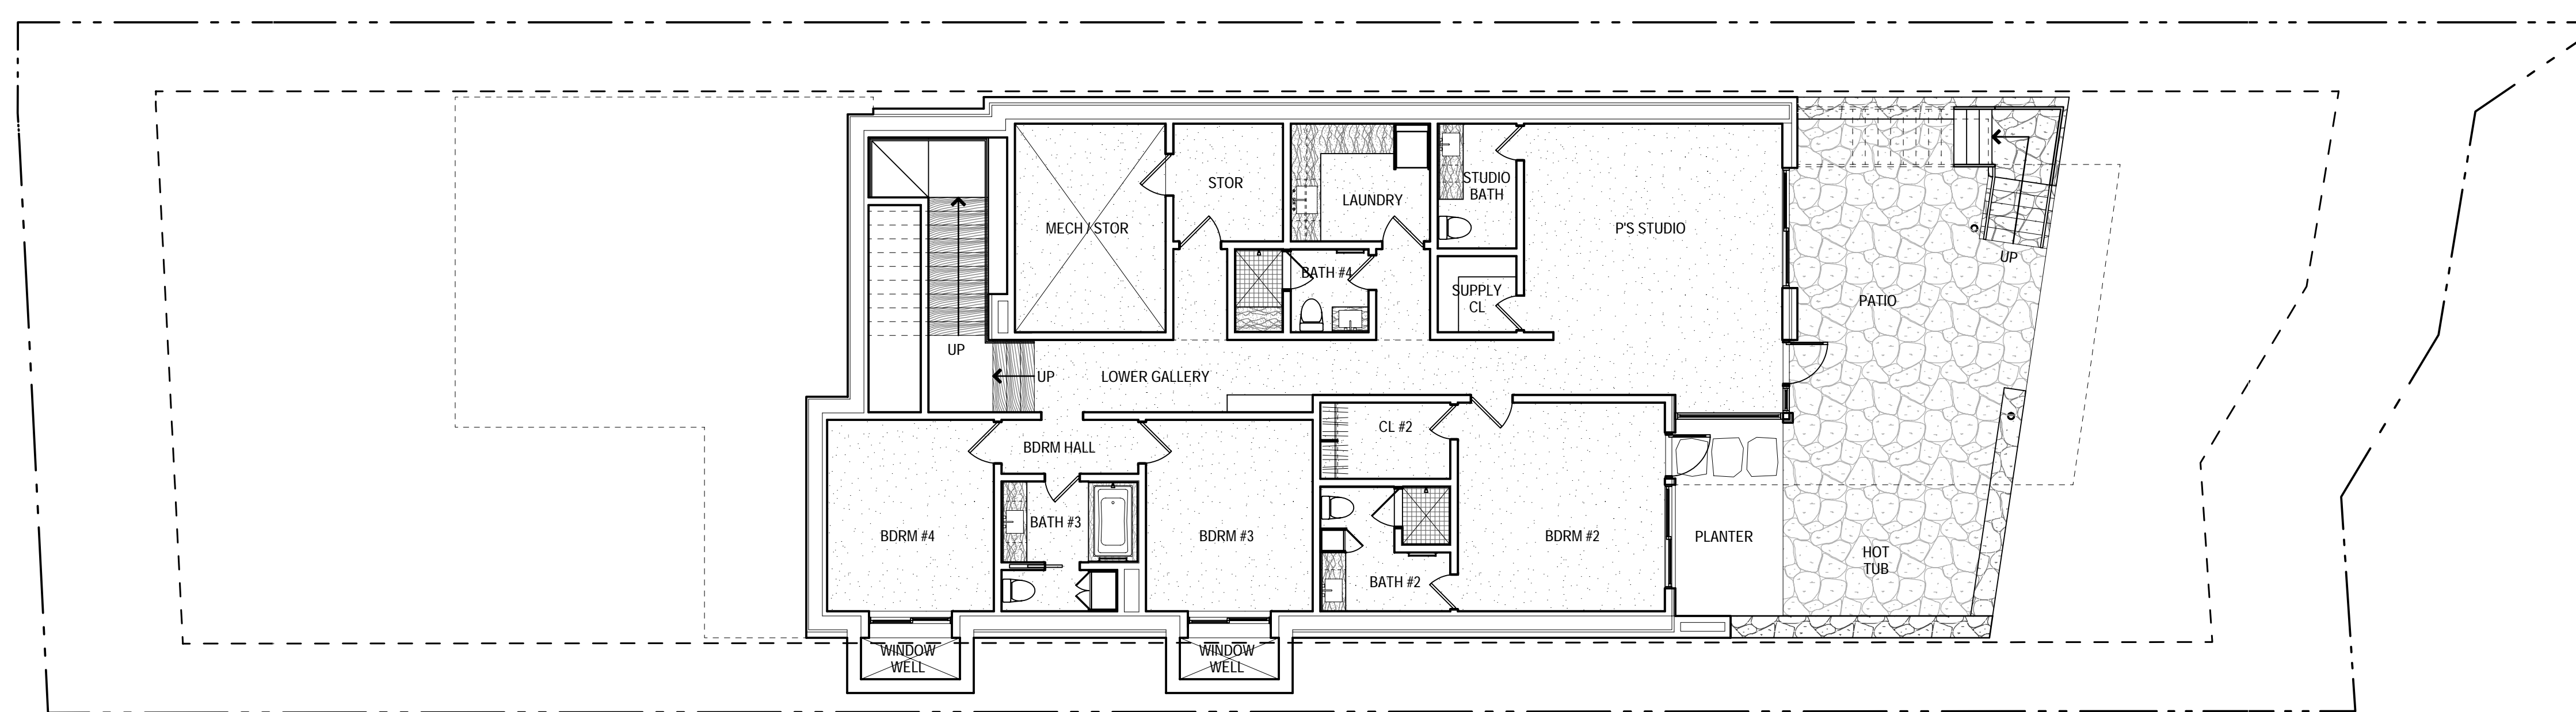 STUDIO
BATH
STOR
LAUNDRY
MECH / STOR
P'S STUDIO
UP
BATH #4
SUPPLY
CL
PATIO
UP
UP
LOWER GALLERY
CL #2
BDRM HALL
BATH #3
BDRM #4
BDRM #3
BDRM #2
PLANTER
HOT
TUB
BATH #2
WINDOW
WELL
WINDOW
WELL